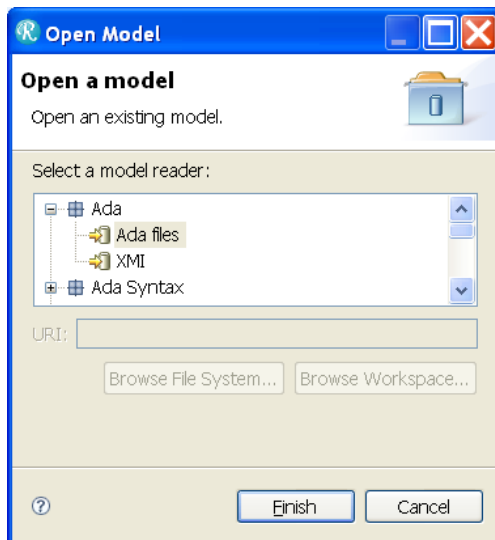 Open Model
Open a model
Open an existing model.
Select a model reader:
Ada
Ada files
XMI
Ada Syntax
URI:
Browse File System... Browse Workspace...
Finish Cancel